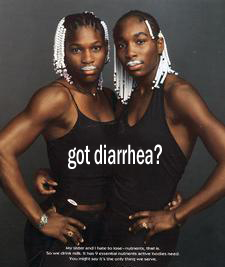 got diarrhea?
My sister and I hate to lose–nutrients, that is.
So we drink milk. It has 9 essential nutrients active bodies need.
You might say it's the only thing we serve.